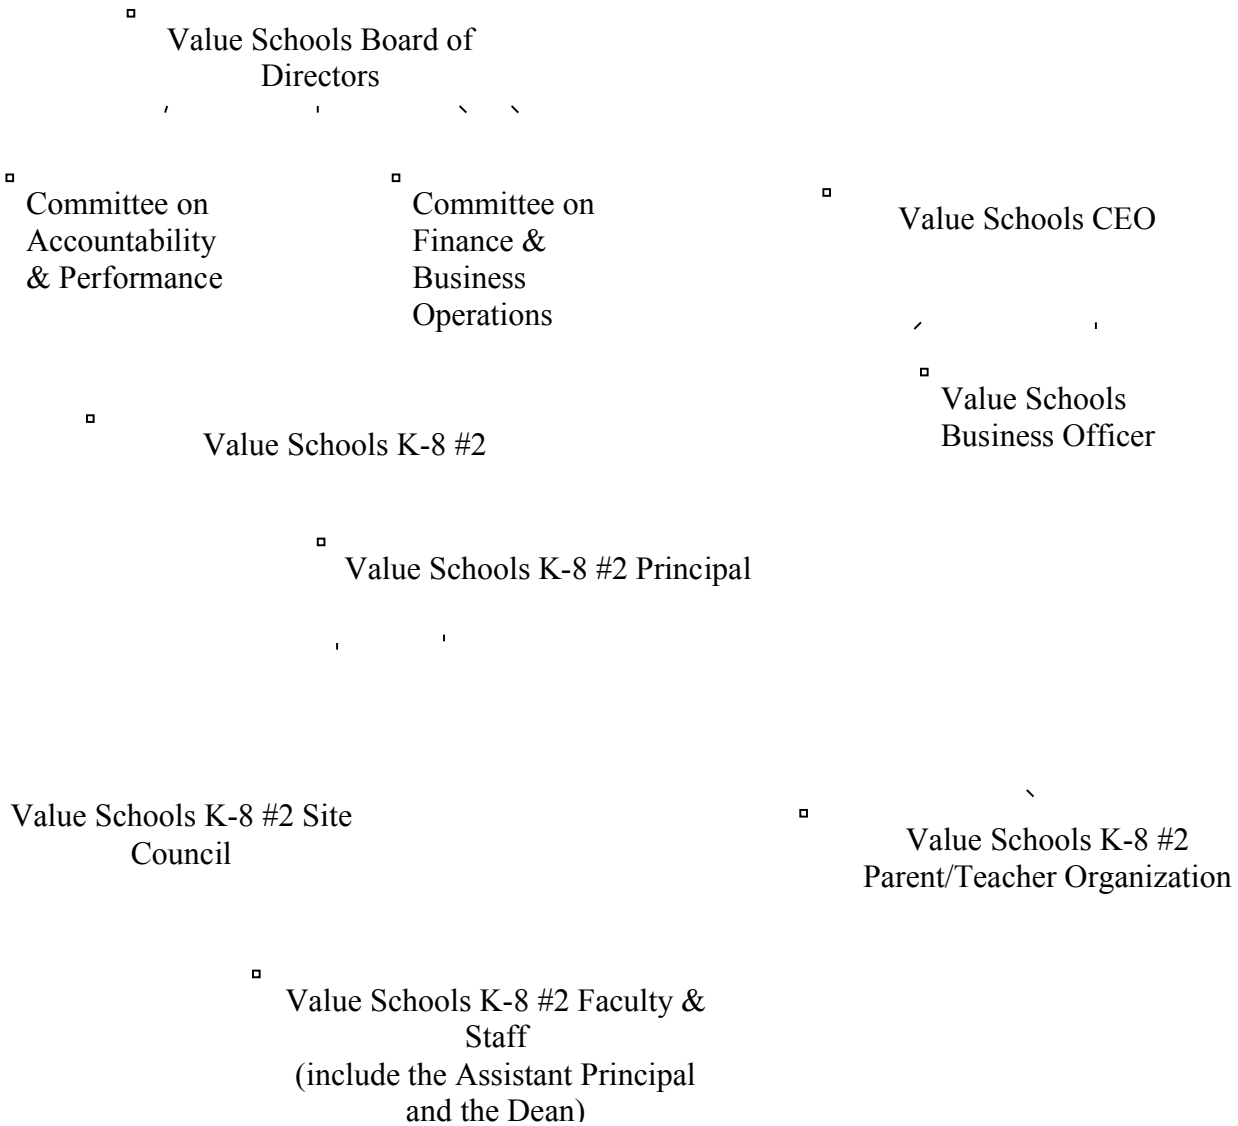 Value Schools Board of
Directors
Committee on
Accountability
& Performance
Committee on
Finance &
Business
Operations
Value Schools CEO
Value Schools
Business Officer
Value Schools K-8 #2
Value Schools K-8 #2 Principal
Value Schools K-8 #2 Site
Council
Value Schools K-8 #2
Parent/Teacher Organization
Value Schools K-8 #2 Faculty &
Staff
(include the Assistant Principal
and the Dean)